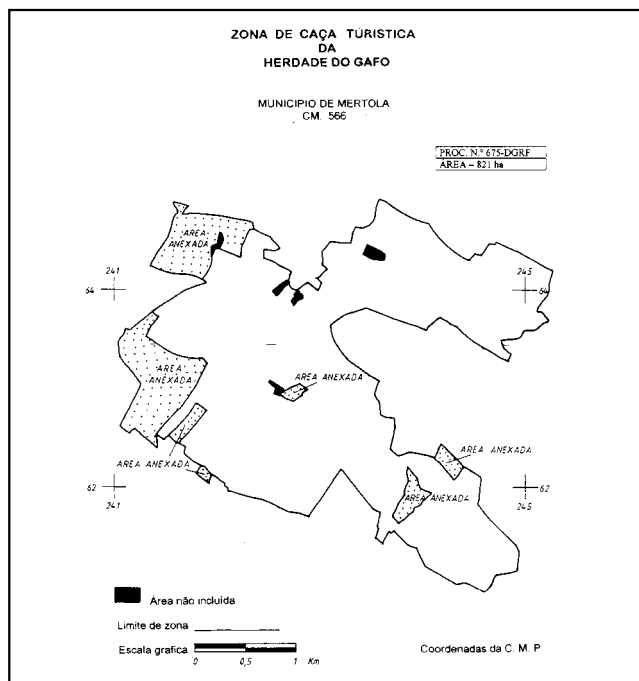 ZONA DE CAÇA TURISTICA
DA
HERDADE DO GAFO
MUNICIPIO DE MERTOLA
CM. 566
PROC. N.º 675-DGRF
ÁREA – 821 ha
AREA
ANEXADA
241
64
245
64
AREA
ANEXADA
AREA ANEXADA
AREA ANEXADA
AREA ANEXADA
62
241
AREA ANEXADA
62
245
Área não incluida
Limite de zona
Escala grafica
0
0,5
1
Km
Coordenadas da C. M. P